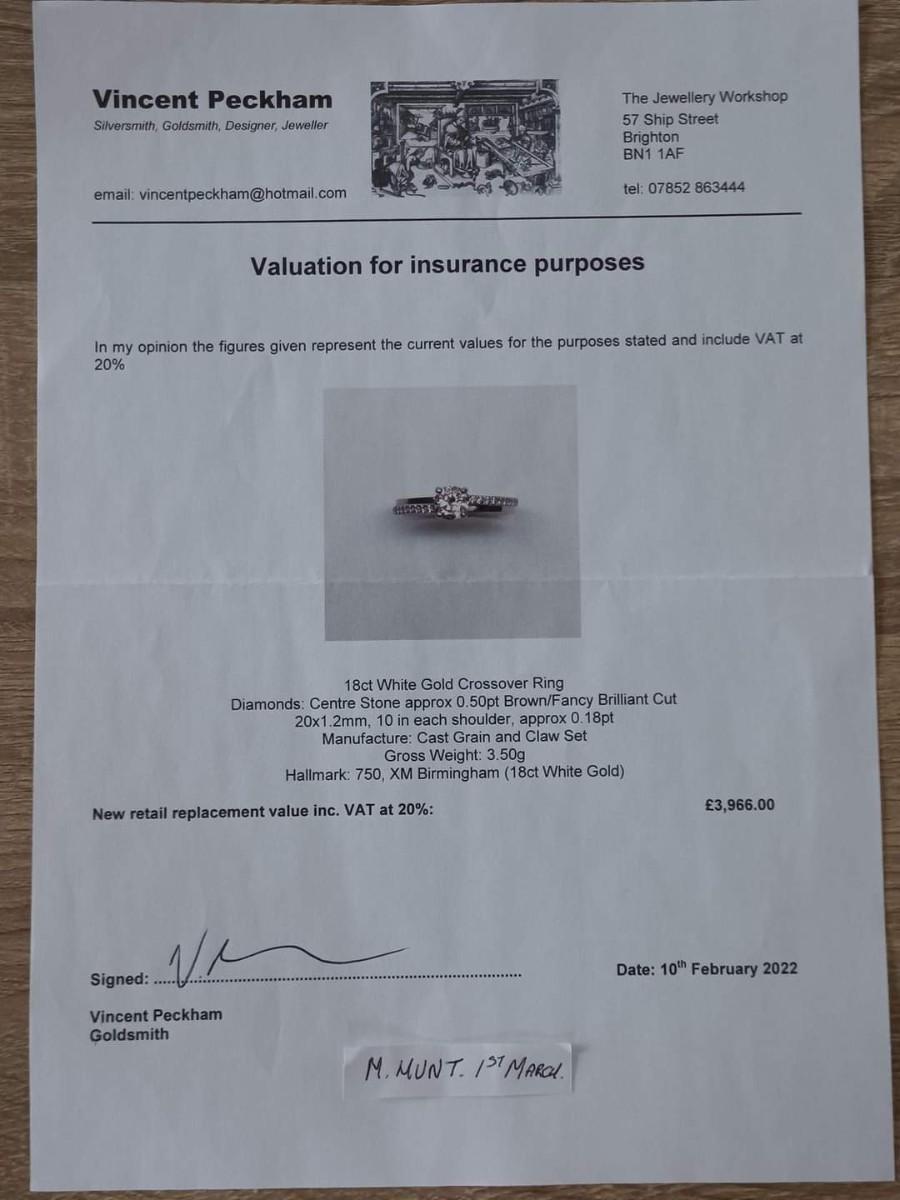 Vincent Peckham
Silversmith, Goldsmith, Designer, Jeweller
email: vincentpeckham@hotmail.com
The Jewellery Workshop
57 Ship Street
Brighton
BN1 1AF
tel: 07852 863444
Valuation for insurance purposes
In my opinion the figures given represent the current values for the purposes stated and include VAT at
20%
18ct White Gold Crossover Ring
Diamonds: Centre Stone approx 0.50pt Brown/Fancy Brilliant Cut
20x1.2mm, 10 in each shoulder, approx 0.18pt
Manufacture: Cast Grain and Claw Set
Gross Weight: 3.50g
Hallmark: 750, XM Birmingham (18ct White Gold)
New retail replacement value inc. VAT at 20%: £3,966.00
Signed: Date: 10th February 2022
Vincent Peckham
Goldsmith
M. MUNT. 1ST MARCH.